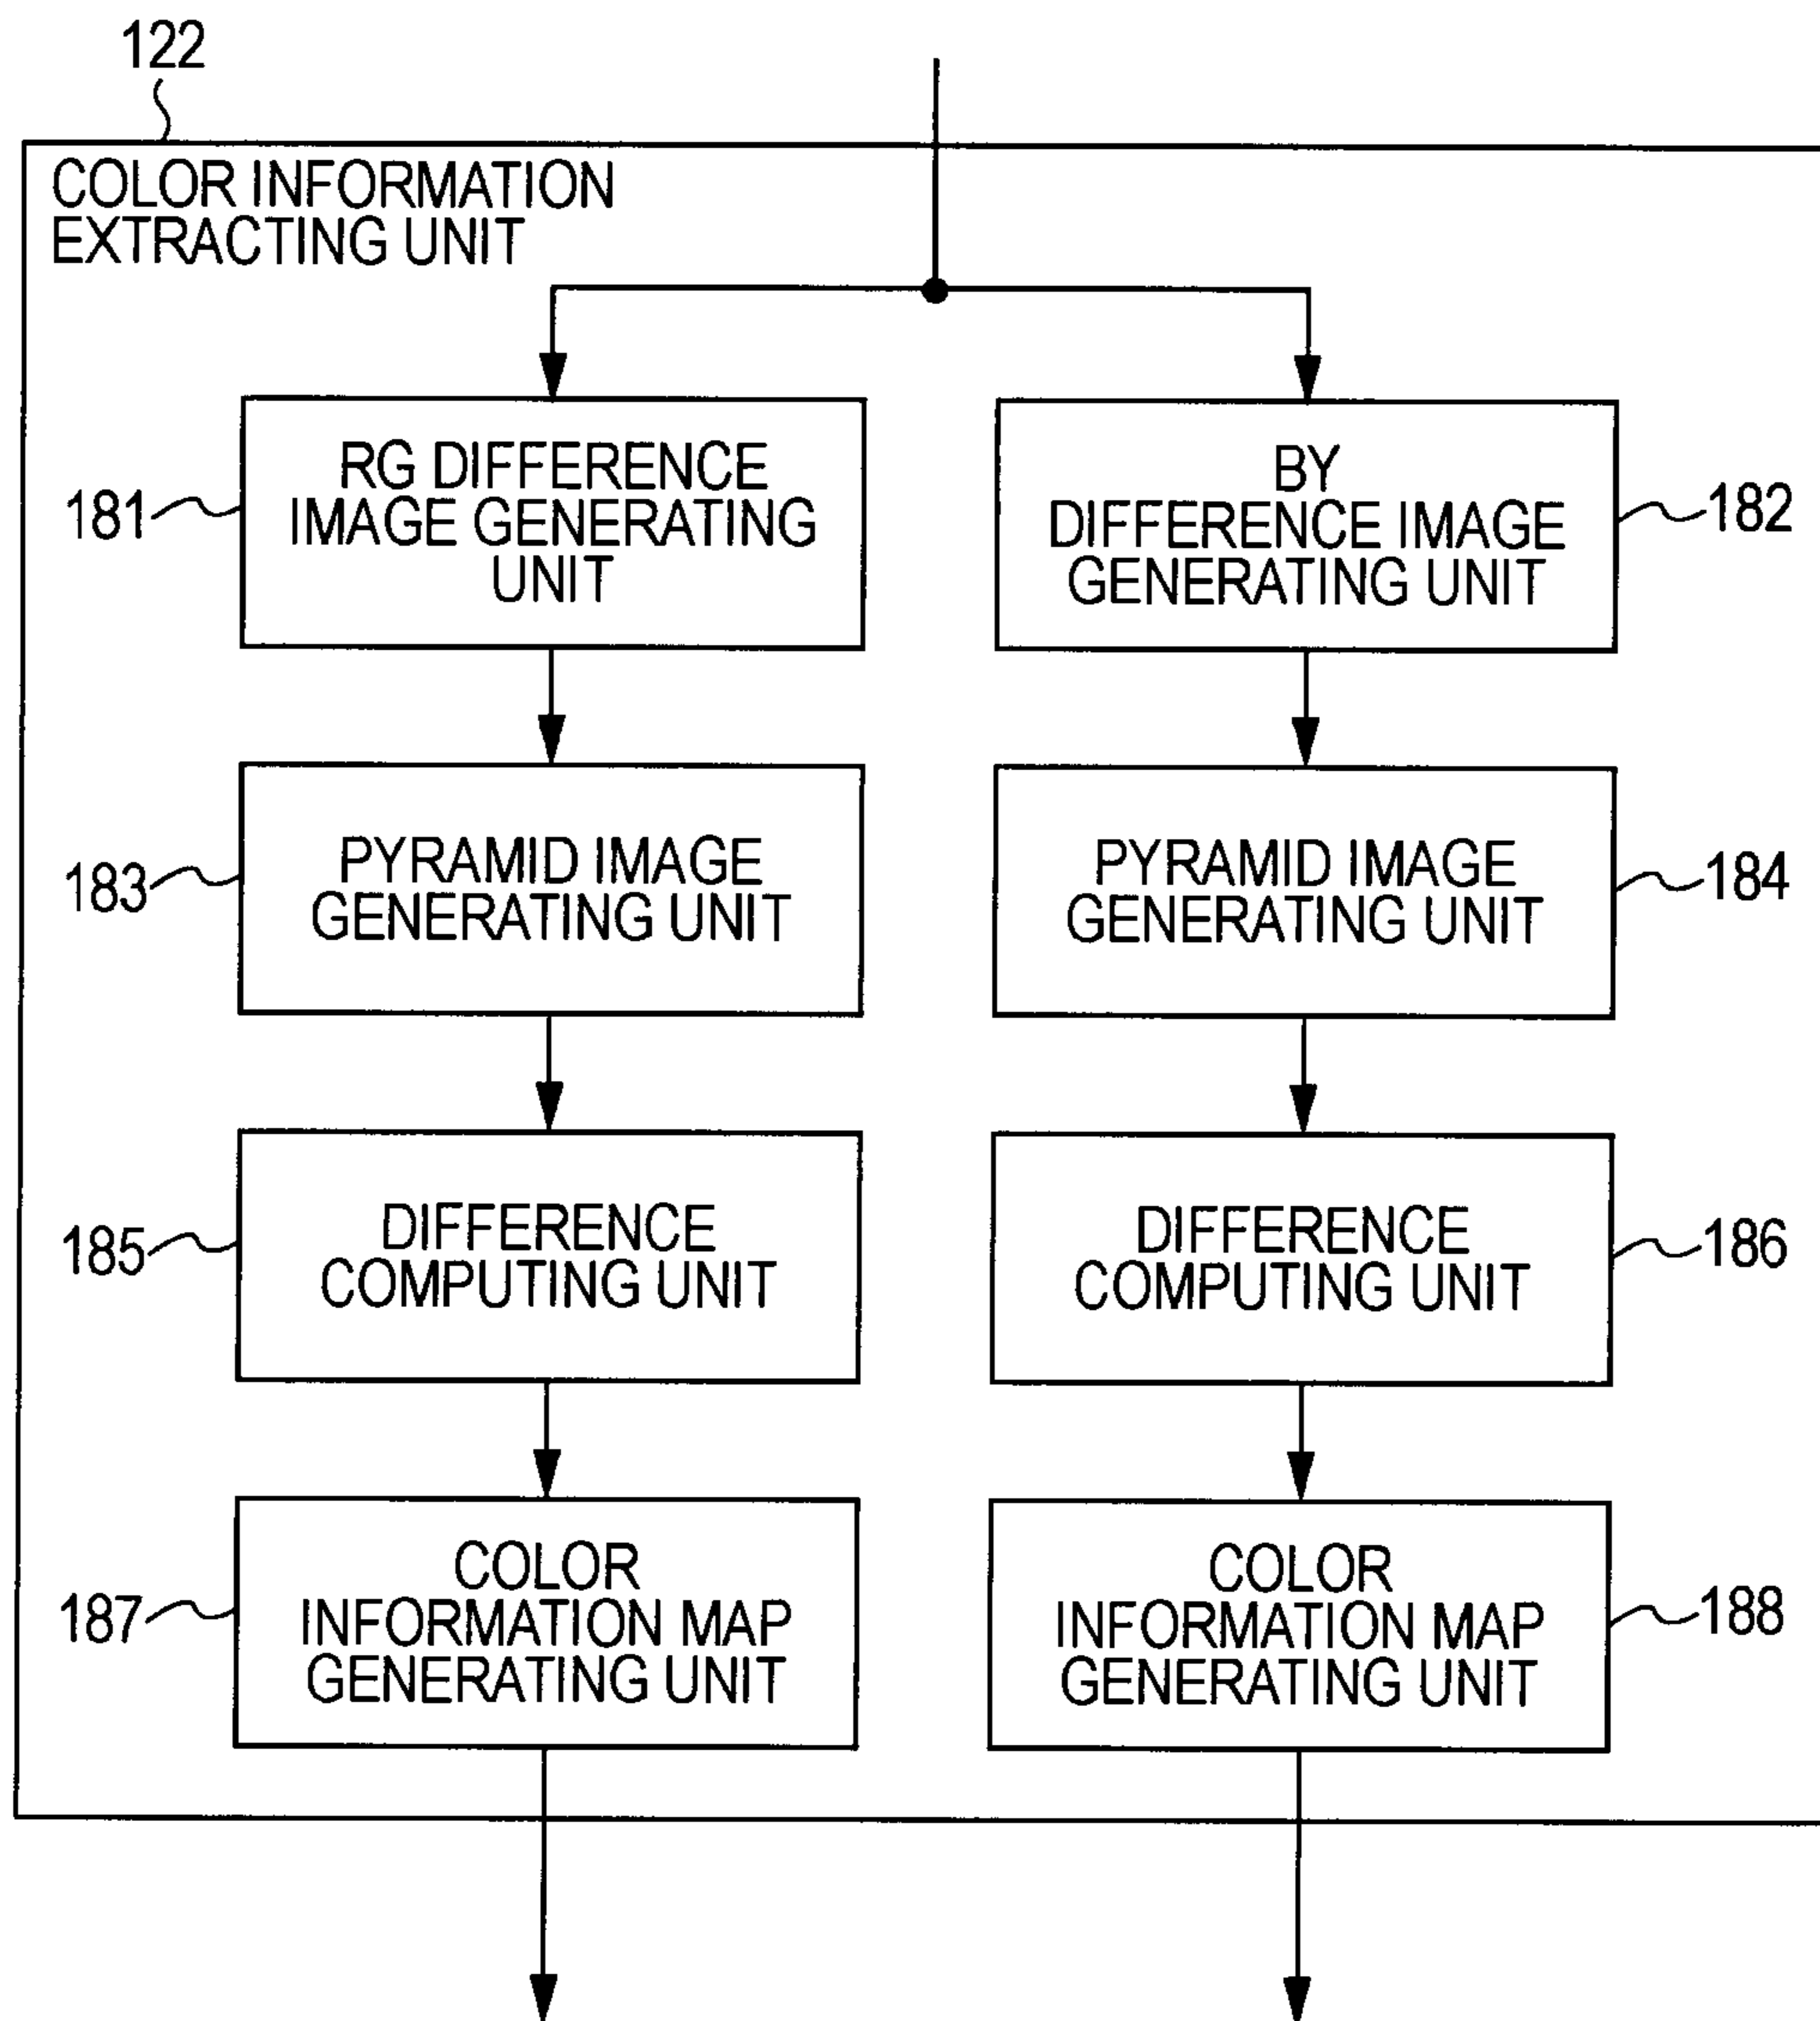 122
COLOR INFORMATION
EXTRACTING UNIT
181
RG DIFFERENCE
IMAGE GENERATING
UNIT
BY
DIFFERENCE IMAGE
GENERATING UNIT
182
183
PYRAMID IMAGE
GENERATING UNIT
PYRAMID IMAGE
GENERATING UNIT
184
185
DIFFERENCE
COMPUTING UNIT
DIFFERENCE
COMPUTING UNIT
186
187
COLOR
INFORMATION MAP
GENERATING UNIT
COLOR
INFORMATION MAP
GENERATING UNIT
188